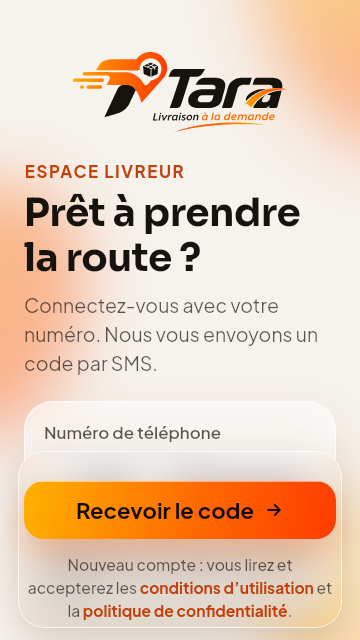 Tara
Livraison à la demande
ESPACE LIVREUR
Prêt à prendre
la route ?
Connectez-vous avec votre
numéro. Nous vous envoyons un
code par SMS.
Numéro de téléphone
Recevoir le code →
Nouveau compte : vous lirez et
accepterez les conditions d’utilisation et
la politique de confidentialité.